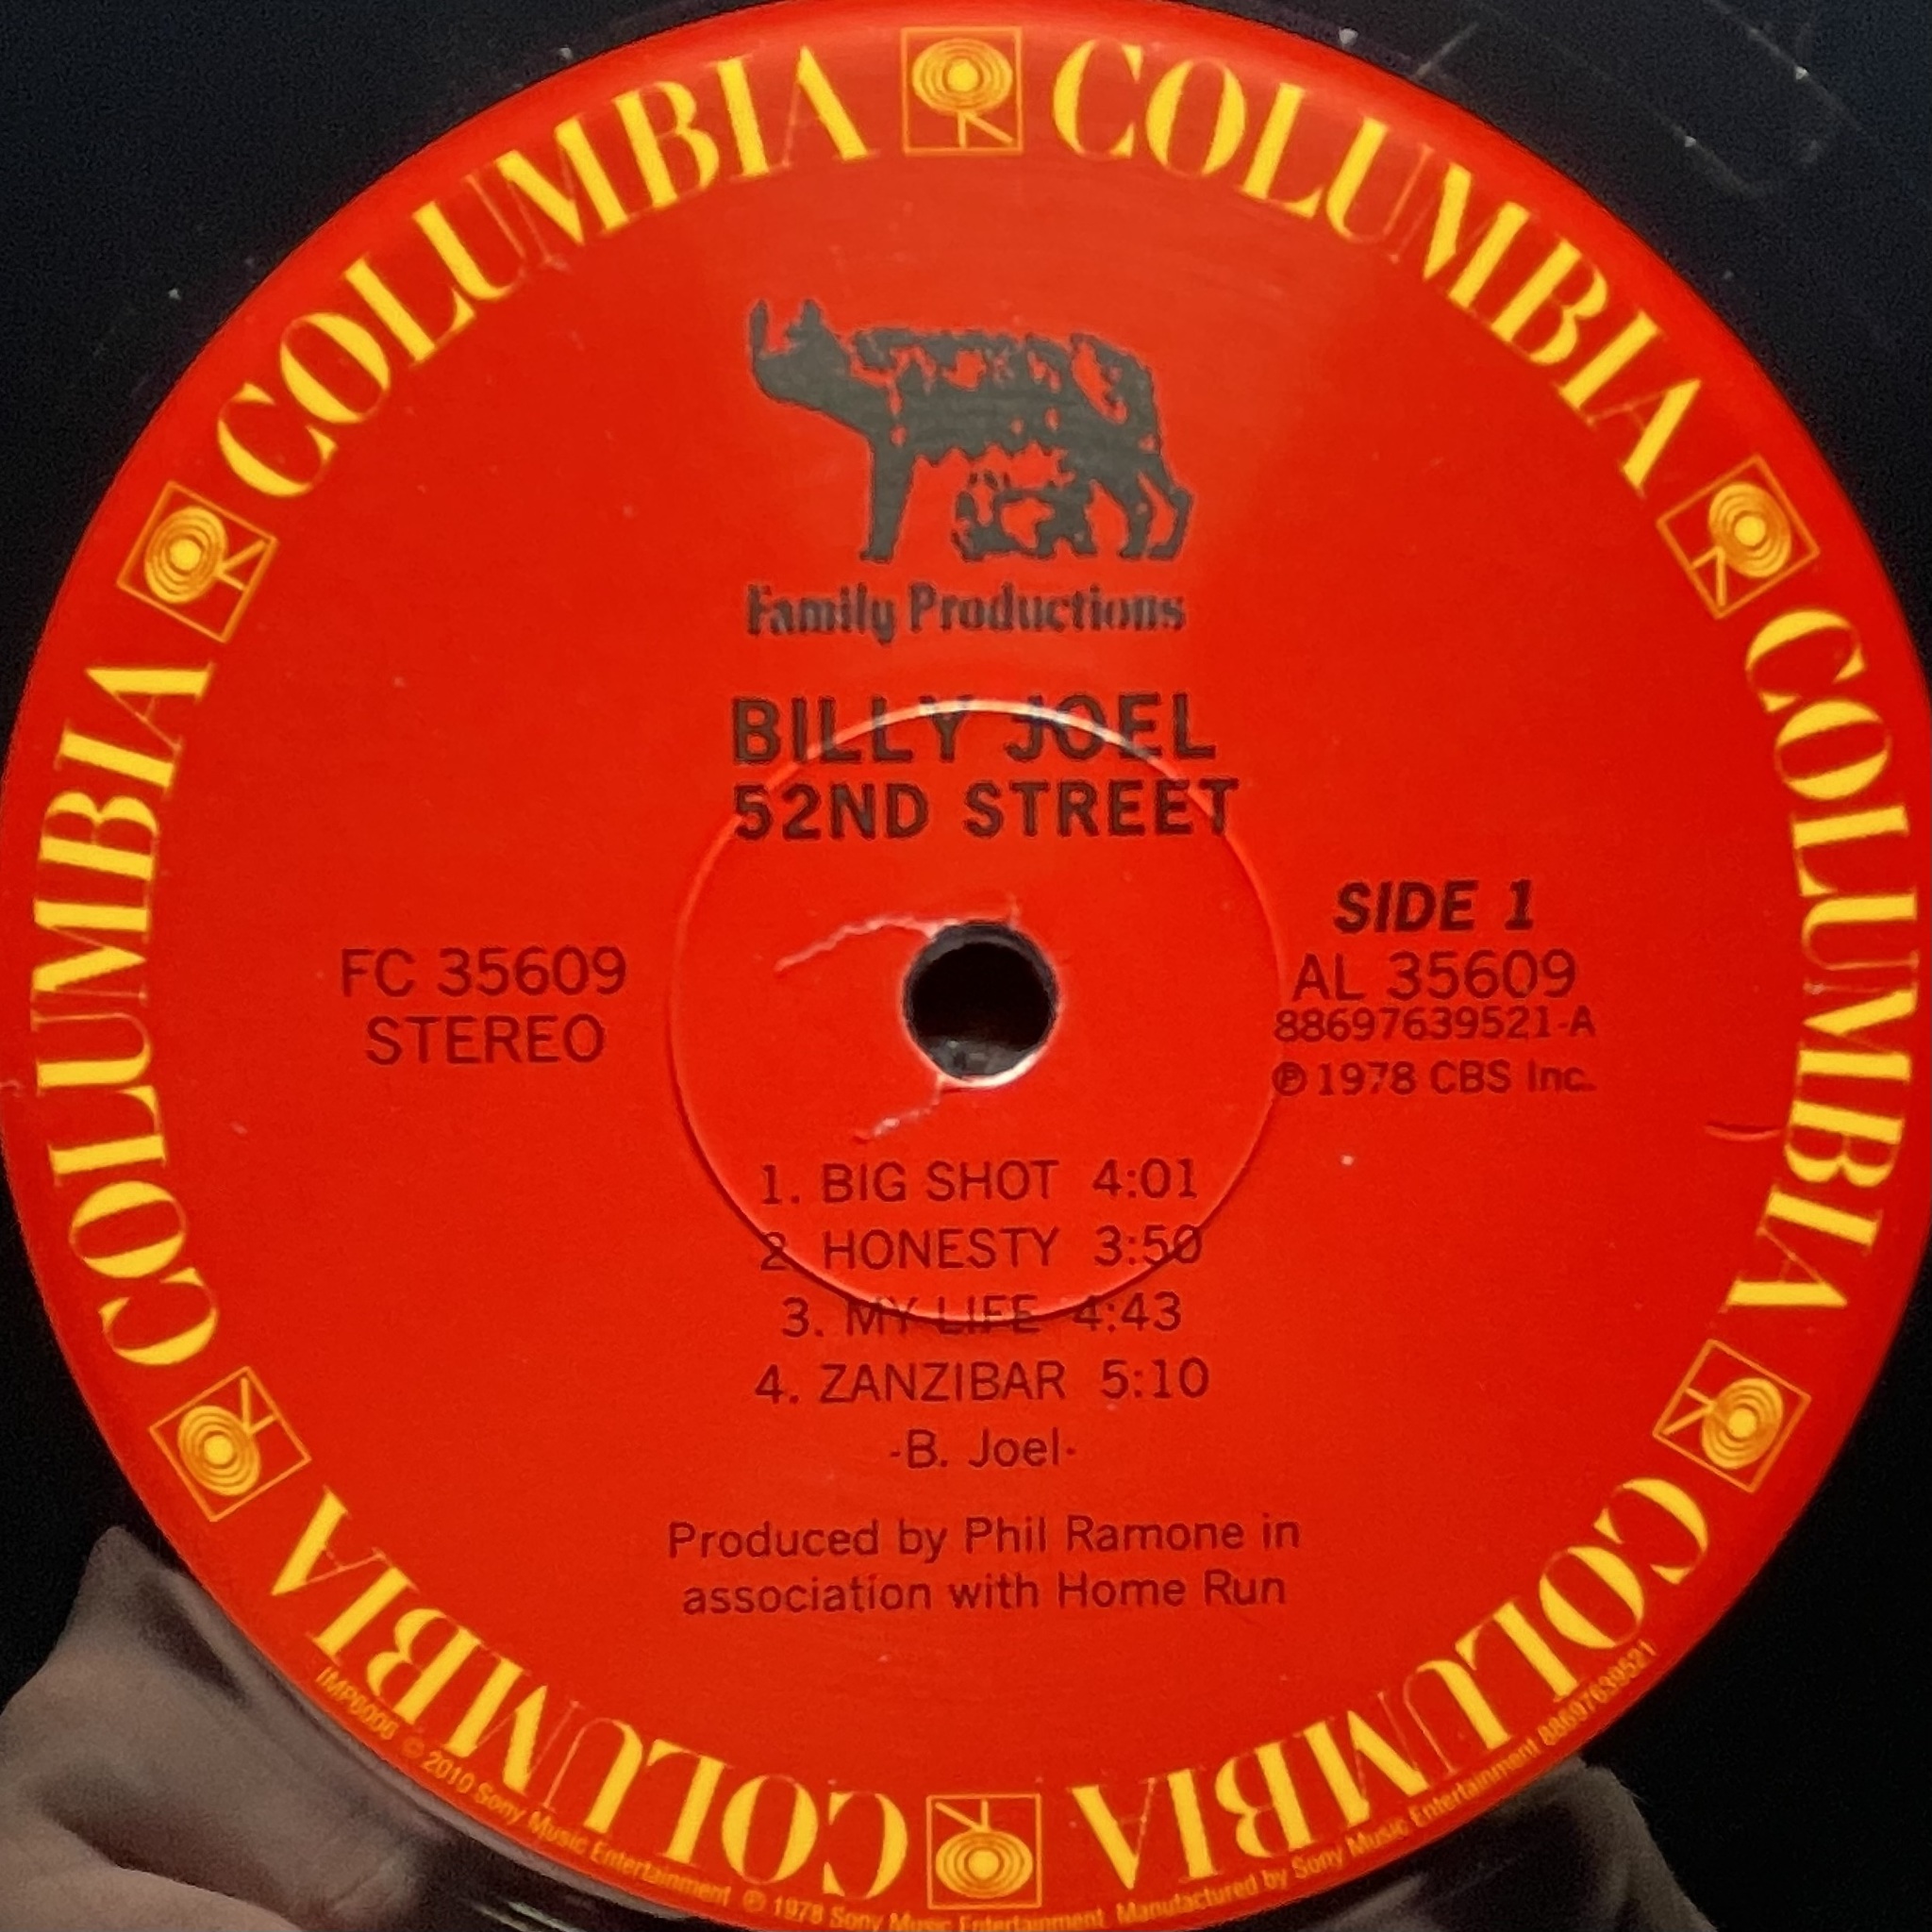 COLUMBIA
COLUMBIA
COLUMBIA
COLUMBIA
COLUMBIA
COLUMBIA
Family Productions
BILLY JOEL
52ND STREET
FC 35609
STEREO
SIDE 1
AL 35609
88697639521-A
℗1978 CBS Inc.
1. BIG SHOT 4:01
2. HONESTY 3:50
3. MY LIFE 4:43
4. ZANZIBAR 5:10
-B. Joel-
Produced by Phil Ramone in
association with Home Run
© 2010 Sony Music Entertainment ℗ 1978 Sony Music Entertainment. Manufactured by Sony Music Entertainment 88697639521